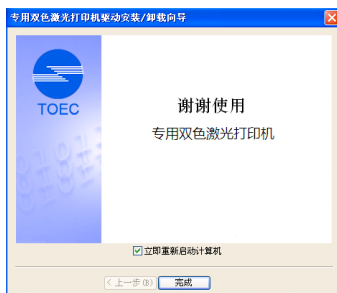 专用双色激光打印机驱动安装/卸载向导
TOEC
谢谢使用
专用双色激光打印机
立即重新启动计算机
< 上一步(B)
完成